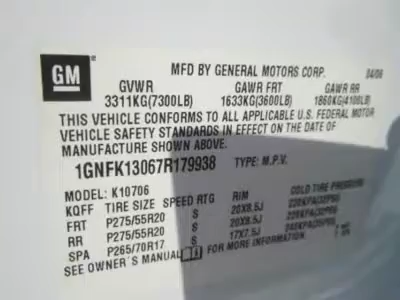 GM
MFD BY GENERAL MOTORS CORP. 04/06
GVWR GAWR FRT GAWR RR
3311KG(7300LB) 1633KG(3600LB) 1860KG(4100LB)
THIS VEHICLE CONFORMS TO ALL APPLICABLE U.S. FEDERAL MOTOR
VEHICLE SAFETY STANDARDS IN EFFECT ON THE DATE OF
MANUFACTURE SHOWN ABOVE.
1GNFK13067R179938 TYPE: M.P.V.
MODEL: K10706
KQFF TIRE SIZE SPEED RTG RIM COLD TIRE PRESSURE
FRT P275/55R20 S 20X8.5J
RR P275/55R20 S 20X8.5J
SPA P265/70R17 S 17X7.5J
SEE OWNER'S MANUAL FOR MORE INFORMATION.